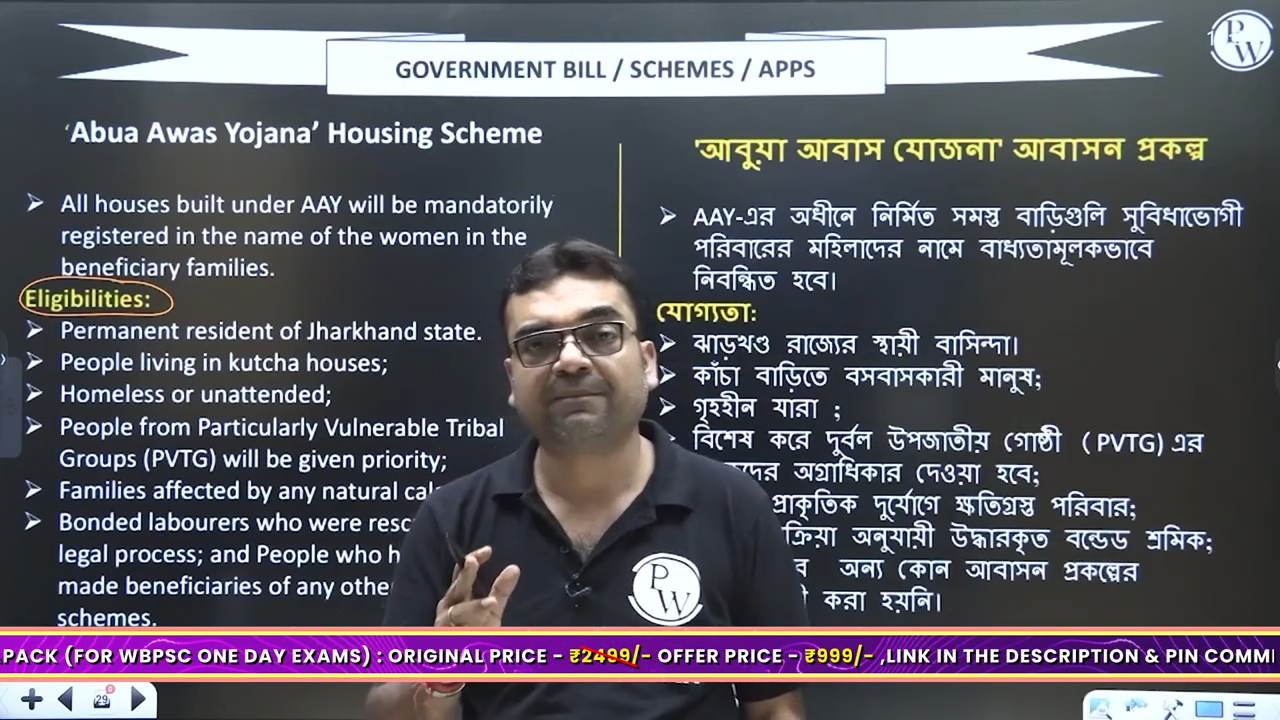 GOVERNMENT BILL / SCHEMES / APPS
P
W
'Abua Awas Yojana’ Housing Scheme
All houses built under AAY will be mandatorily
registered in the name of the women in the
beneficiary families.
Eligibilities:
Permanent resident of Jharkhand state.
People living in kutcha houses;
Homeless or unattended;
People from Particularly Vulnerable Tribal
Groups (PVTG) will be given priority;
Families affected by any natural
Bonded labourers who were
legal process; and People who
made beneficiaries of any
schemes.
'আবুয়া আবাস যোজনা' আবাসন প্রকল্প
AAY-এর অধীনে নির্মিত সমস্ত বাড়িগুলি সুবিধাভোগী
পরিবারের মহিলাদের নামে বাধ্যতামূলকভাবে
নিবন্ধিত হবে।
যোগ্যতা:
ঝাড়খণ্ড রাজ্যের স্থায়ী বাসিন্দা।
কাঁচা বাড়িতে বসবাসকারী মানুষ;
গৃহহীন যারা ;
বিশেষ করে দুর্বল উপজাতীয় গোষ্ঠী ( PVTG) এর
অগ্রাধিকার দেওয়া হবে;
প্রাকৃতিক দুর্যোগে ক্ষতিগ্রস্ত পরিবার;
অনুযায়ী উদ্ধারকৃত বন্ডেড শ্রমিক;
অন্য কোন আবাসন প্রকল্পের
করা হয়নি।
P
W
PACK (FOR WBPSC ONE DAY EXAMS) : ORIGINAL PRICE - ₹2499/- OFFER PRICE - ₹999/- ,LINK IN THE DESCRIPTION & PIN
29